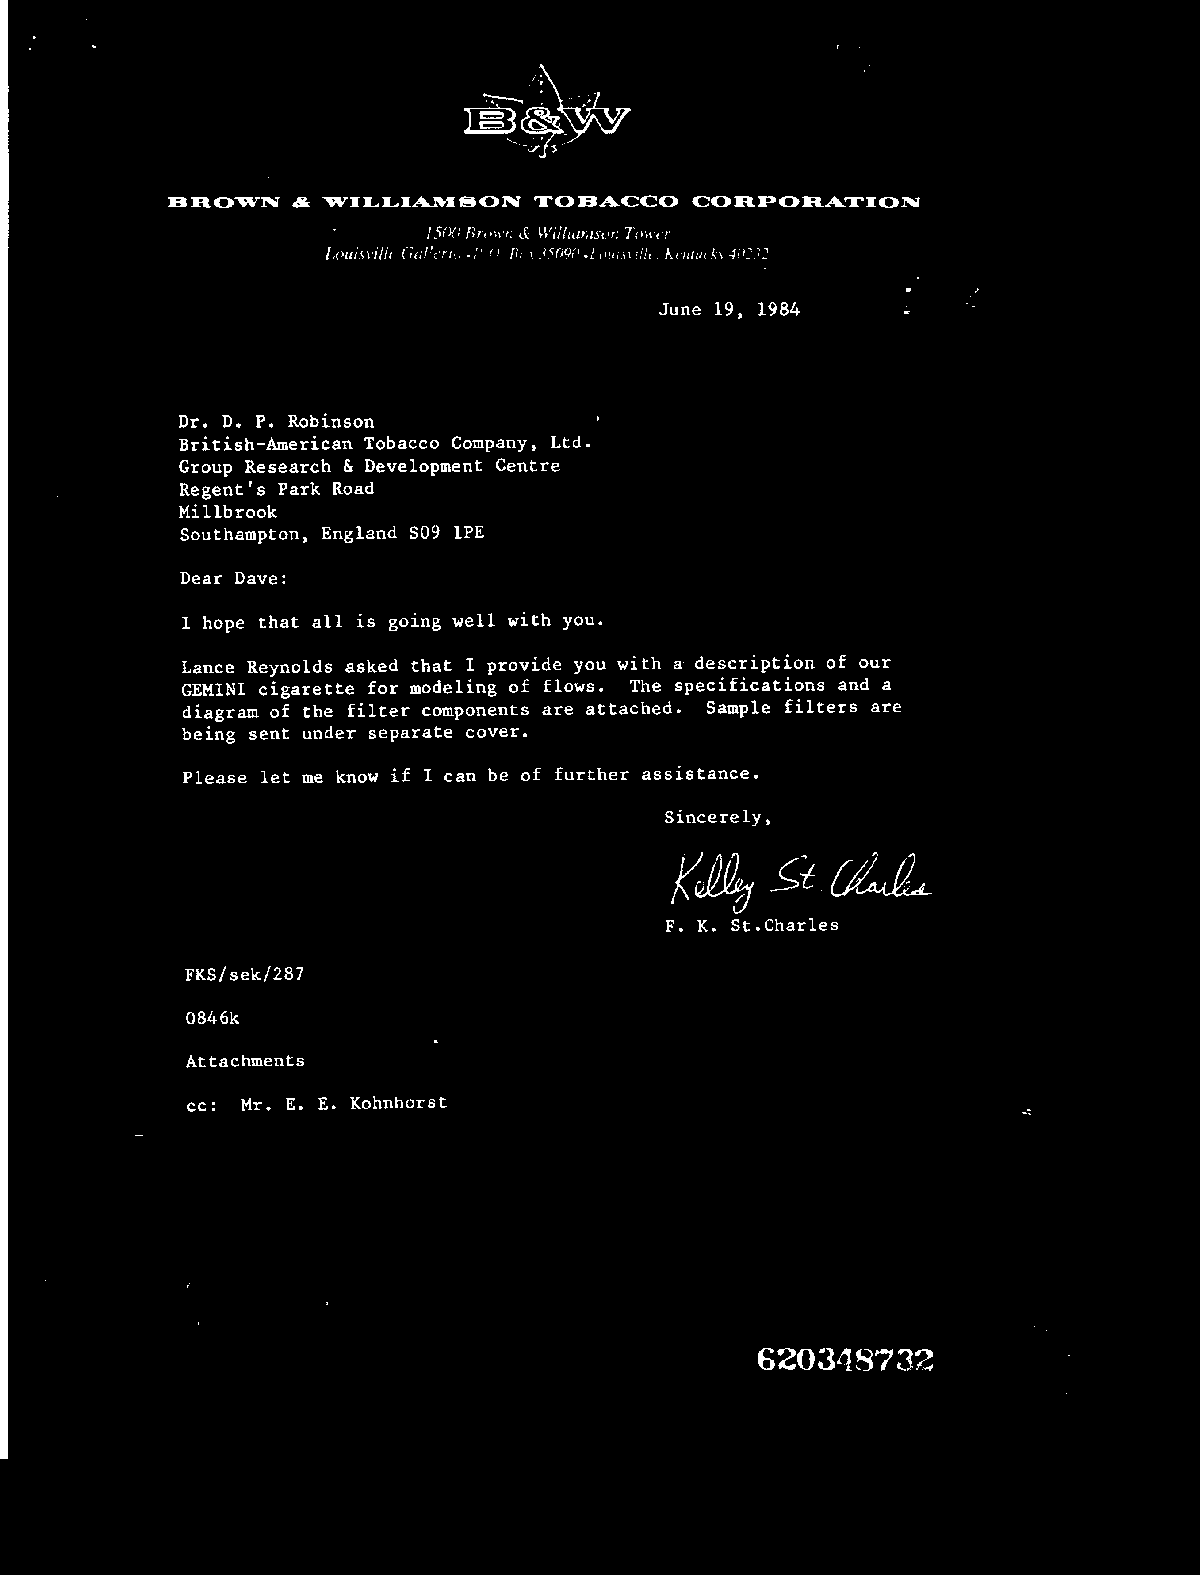 B&W
BROWN & WILLIAMSON TOBACCO CORPORATION
1500 Brown & Williamson Tower
Louisville Galleria • P.O. Box 35090 • Louisville, Kentucky 40232
June 19, 1984
Dr. D. P. Robinson
British-American Tobacco Company, Ltd.
Group Research & Development Centre
Regent's Park Road
Millbrook
Southampton, England S09 1PE
Dear Dave:
I hope that all is going well with you.
Lance Reynolds asked that I provide you with a description of our
GEMINI cigarette for modeling of flows. The specifications and a
diagram of the filter components are attached. Sample filters are
being sent under separate cover.
Please let me know if I can be of further assistance.
Sincerely,
Kelley St. Charles
F. K. St.Charles
FKS/sek/287
0846k
Attachments
cc: Mr. E. E. Kohnhorst
620348732